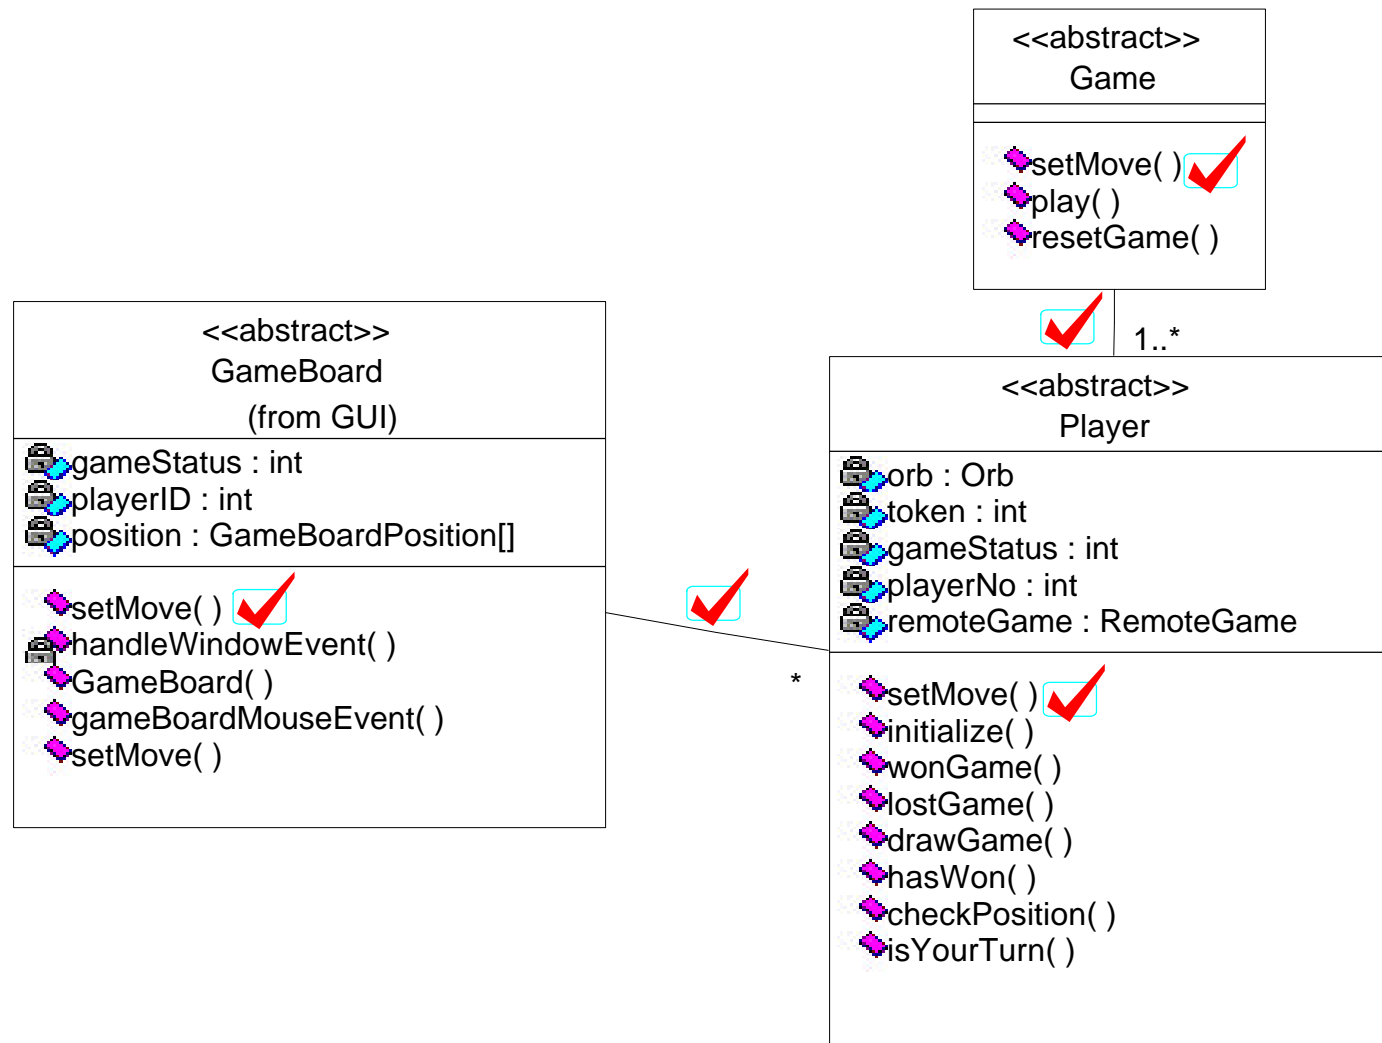 <<abstract>>
Game
setMove( )
play( )
resetGame( )
1..*
<<abstract>>
GameBoard
(from GUI)
gameStatus : int
playerID : int
position : GameBoardPosition[]
setMove( )
handleWindowEvent( )
GameBoard( )
gameBoardMouseEvent( )
setMove( )
*
<<abstract>>
Player
orb : Orb
token : int
gameStatus : int
playerNo : int
remoteGame : RemoteGame
setMove( )
initialize( )
wonGame( )
lostGame( )
drawGame( )
hasWon( )
checkPosition( )
isYourTurn( )